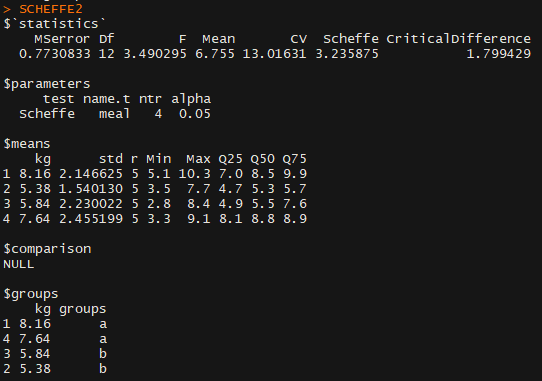 > SCHEFFE2
$`statistics`
    MSerror Df        F  Mean       CV  Scheffe CriticalDifference
  0.7730833 12 3.490295 6.755 13.01631 3.235875           1.799429

$parameters
     test name.t ntr alpha
  Scheffe   meal   4  0.05

$means
    kg      std r Min  Max Q25 Q50 Q75
1 8.16 2.146625 5 5.1 10.3 7.0 8.5 9.9
2 5.38 1.540130 5 3.5  7.7 4.7 5.3 5.7
3 5.84 2.230022 5 2.8  8.4 4.9 5.5 7.6
4 7.64 2.455199 5 3.3  9.1 8.1 8.8 8.9

$comparison
NULL

$groups
    kg groups
1 8.16      a
4 7.64      a
3 5.84      b
2 5.38      b